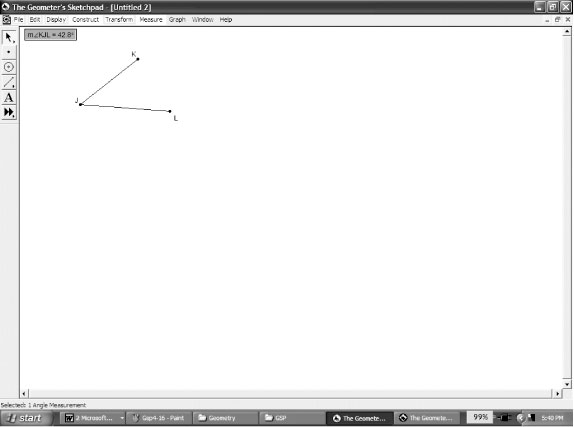 The Geometer's Sketchpad - [Untitled 2]
File Edit Display Construct Transform Measure Graph Window Help
m∠KJL = 42.8°
K
J
L
A
Selected: 1 Angle Measurement
start 2 Microsoft... Gsp4-16 - Paint Geometry GSP The Geomete... The Geomete... 99% 5:40 PM